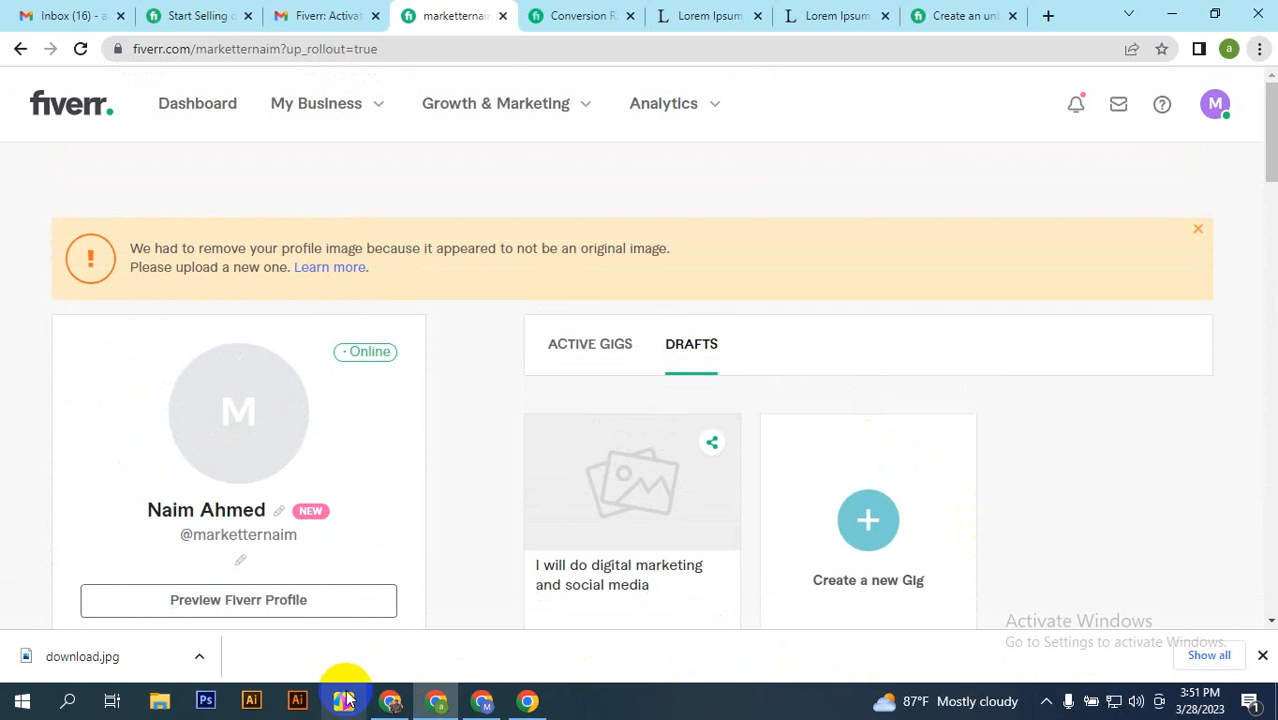 Inbox (16) - a
Start Selling o
Fiverr: Activat
marketternain
Conversion R
Lorem Ipsum
Lorem Ipsum
Create an un
fiverr.com/marketternaim?up_rollout=true
a
fiverr.
Dashboard
My Business
Growth & Marketing
Analytics
M
We had to remove your profile image because it appeared to not be an original image.
Please upload a new one. Learn more.
Online
M
Naim Ahmed NEW
@marketternaim
Preview Fiverr Profile
ACTIVE GIGS
DRAFTS
I will do digital marketing
and social media
Create a new Gig
Activate Windows
Go to Settings to activate Windows.
download.jpg
Show all
Ps
Ai
Ai
87°F Mostly cloudy
3:51 PM
3/28/2023